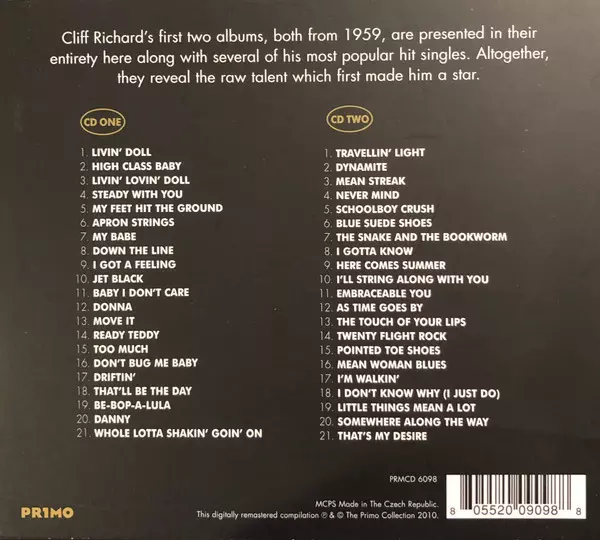 Cliff Richard's first two albums, both from 1959, are presented in their
entirety here along with several of his most popular hit singles. Altogether,
they reveal the raw talent which first made him a star.
CD ONE
1. LIVIN' DOLL
2. HIGH CLASS BABY
3. LIVIN' LOVIN' DOLL
4. STEADY WITH YOU
5. MY FEET HIT THE GROUND
6. APRON STRINGS
7. MY BABE
8. DOWN THE LINE
9. I GOT A FEELING
10. JET BLACK
11. BABY I DON'T CARE
12. DONNA
13. MOVE IT
14. READY TEDDY
15. TOO MUCH
16. DON'T BUG ME BABY
17. DRIFTIN'
18. THAT'LL BE THE DAY
19. BE-BOP-A-LULA
20. DANNY
21. WHOLE LOTTA SHAKIN' GOIN' ON
CD TWO
1. TRAVELLIN' LIGHT
2. DYNAMITE
3. MEAN STREAK
4. NEVER MIND
5. SCHOOLBOY CRUSH
6. BLUE SUEDE SHOES
7. THE SNAKE AND THE BOOKWORM
8. I GOTTA KNOW
9. HERE COMES SUMMER
10. I'LL STRING ALONG WITH YOU
11. EMBRACEABLE YOU
12. AS TIME GOES BY
13. THE TOUCH OF YOUR LIPS
14. TWENTY FLIGHT ROCK
15. POINTED TOE SHOES
16. MEAN WOMAN BLUES
17. I'M WALKIN'
18. I DON'T KNOW WHY (I JUST DO)
19. LITTLE THINGS MEAN A LOT
20. SOMEWHERE ALONG THE WAY
21. THAT'S MY DESIRE
PRMCD 6098
PR1MO
MCPS Made in The Czech Republic.
This digitally remastered compilation ℗ & © The Primo Collection 2010.
8 05520 09098 8